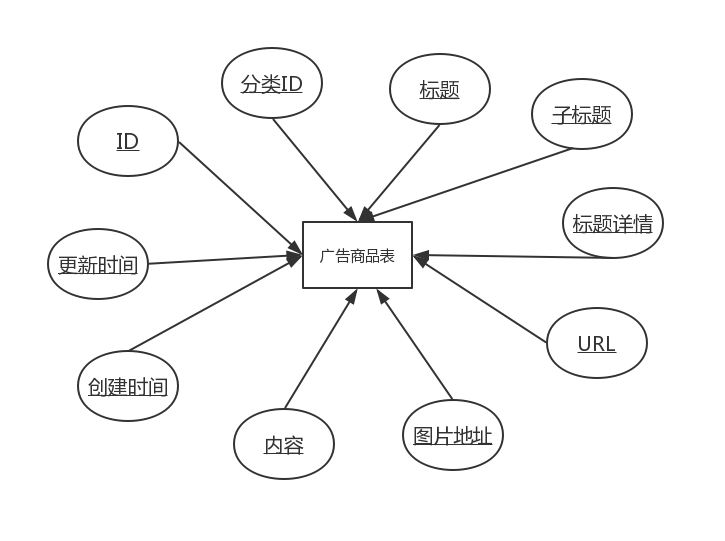 分类ID
标题
子标题
ID
标题详情
更新时间
广告商品表
URL
创建时间
内容
图片地址